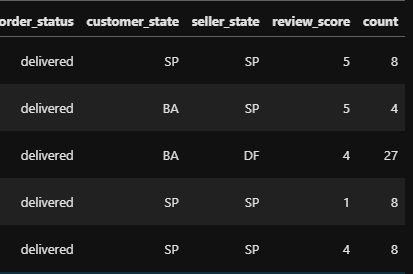 order_status customer_state seller_state review_score count
delivered SP SP 5 8
delivered BA SP 5 4
delivered BA DF 4 27
delivered SP SP 1 8
delivered SP SP 4 8